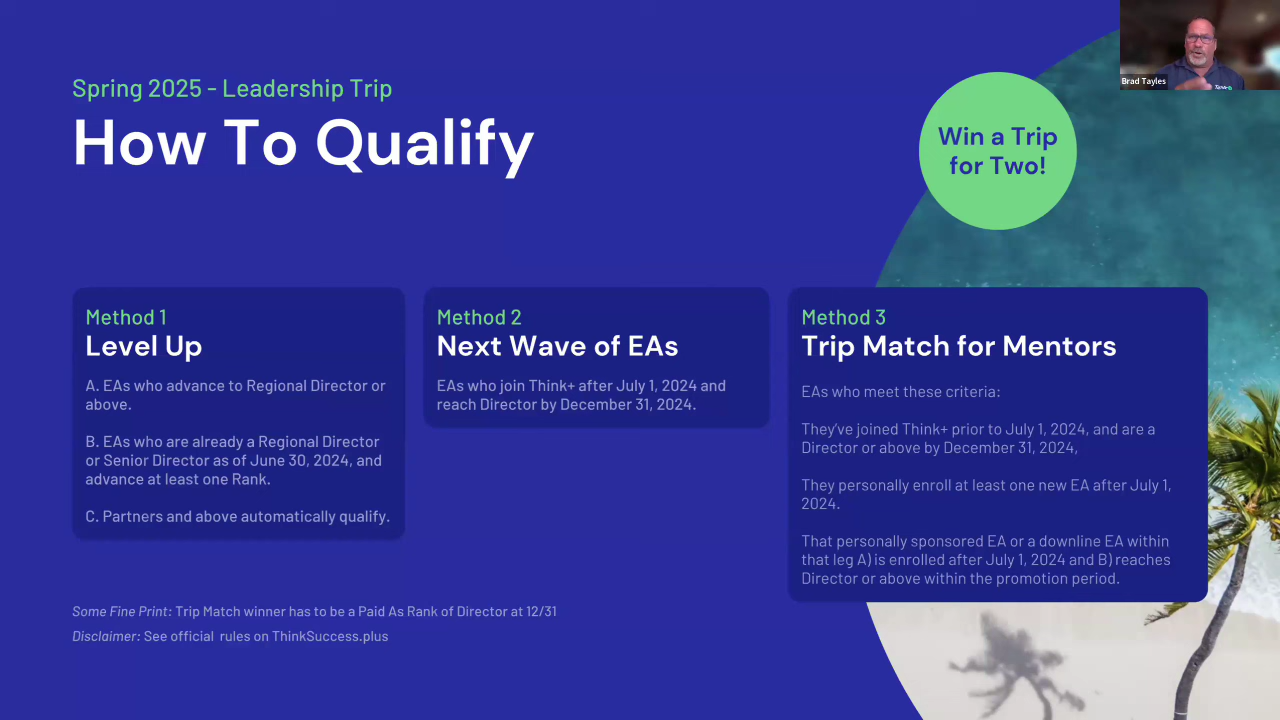 Spring 2025 - Leadership Trip
How To Qualify
Win a Trip
for Two!
Brad Tayles
Method 1
Level Up
A. EAs who advance to Regional Director or
above.
B. EAs who are already a Regional Director
or Senior Director as of June 30, 2024, and
advance at least one Rank.
C. Partners and above automatically qualify.
Method 2
Next Wave of EAs
EAs who join Think+ after July 1, 2024 and
reach Director by December 31, 2024.
Method 3
Trip Match for Mentors
EAs who meet these criteria:
They've joined Think+ prior to July 1, 2024, and are a
Director or above by December 31, 2024,
They personally enroll at least one new EA after July 1,
2024.
That personally sponsored EA or a downline EA within
that leg A) is enrolled after July 1, 2024 and B) reaches
Director or above within the promotion period.
Some Fine Print: Trip Match winner has to be a Paid As Rank of Director at 12/31
Disclaimer: See official rules on ThinkSuccess.plus